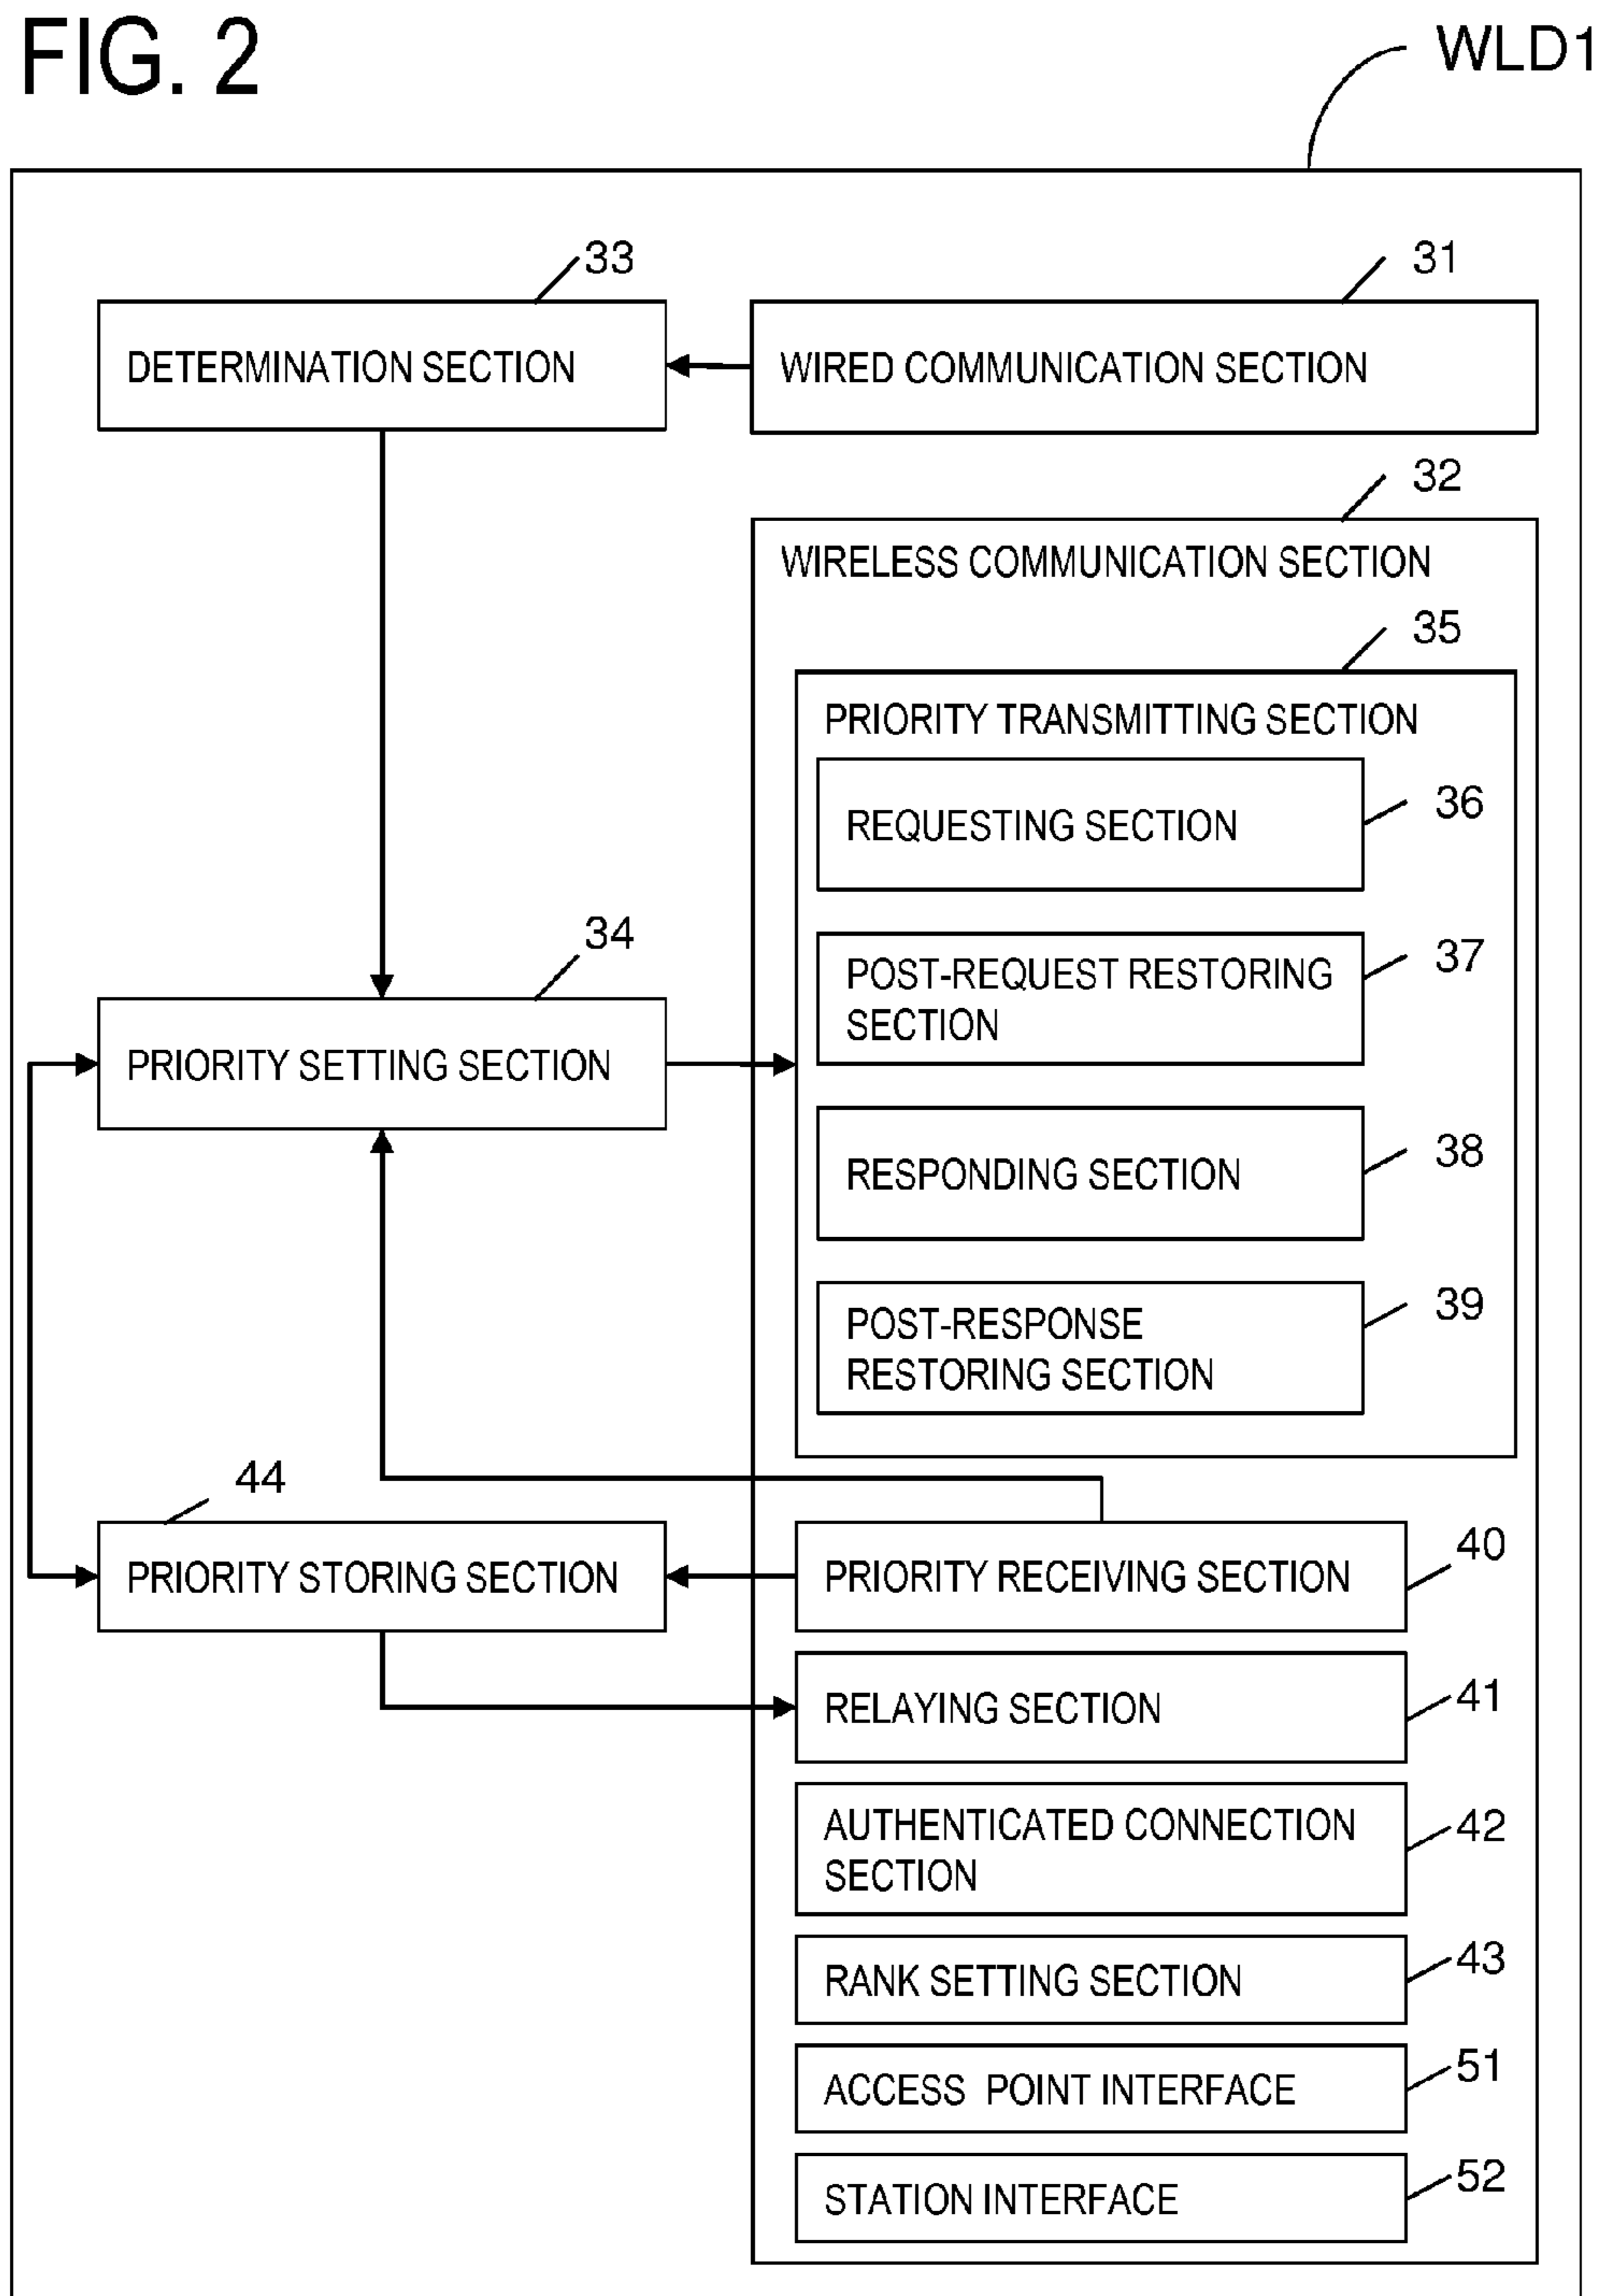 FIG. 2
WLD1
33
31
DETERMINATION SECTION
WIRED COMMUNICATION SECTION
32
WIRELESS COMMUNICATION SECTION
35
PRIORITY TRANSMITTING SECTION
36
REQUESTING SECTION
34
37
POST-REQUEST RESTORING
SECTION
PRIORITY SETTING SECTION
38
RESPONDING SECTION
39
POST-RESPONSE
RESTORING SECTION
44
40
PRIORITY STORING SECTION
PRIORITY RECEIVING SECTION
41
RELAYING SECTION
42
AUTHENTICATED CONNECTION
SECTION
43
RANK SETTING SECTION
51
ACCESS POINT INTERFACE
52
STATION INTERFACE